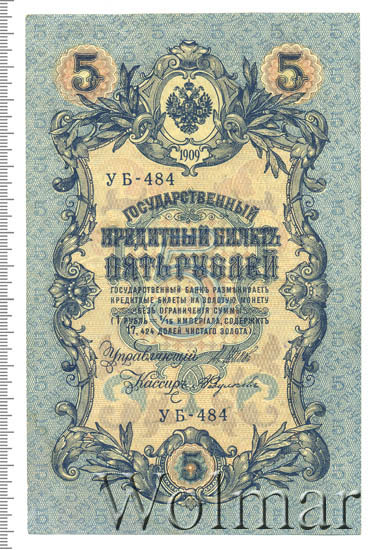 5 5
1909
УБ-484
ГОСУДАРСТВЕННЫЙ
КРЕДИТНЫЙ БИЛЕТЪ
ПЯТЬ РУБЛЕЙ
ГОСУДАРСТВЕННЫЙ БАНКЪ РАЗМѢНИВАЕТЪ
КРЕДИТНЫЕ БИЛЕТЫ НА ЗОЛОТУЮ МОНЕТУ
БЕЗЪ ОГРАНИЧЕНІЯ СУММЫ
(1 РУБЛЬ = 1/15 ИМПЕРІАЛА, СОДЕРЖИТЪ
17,424 ДОЛЕЙ ЧИСТАГО ЗОЛОТА).
Управляющій
Кассиръ
УБ-484
5
Wolmar